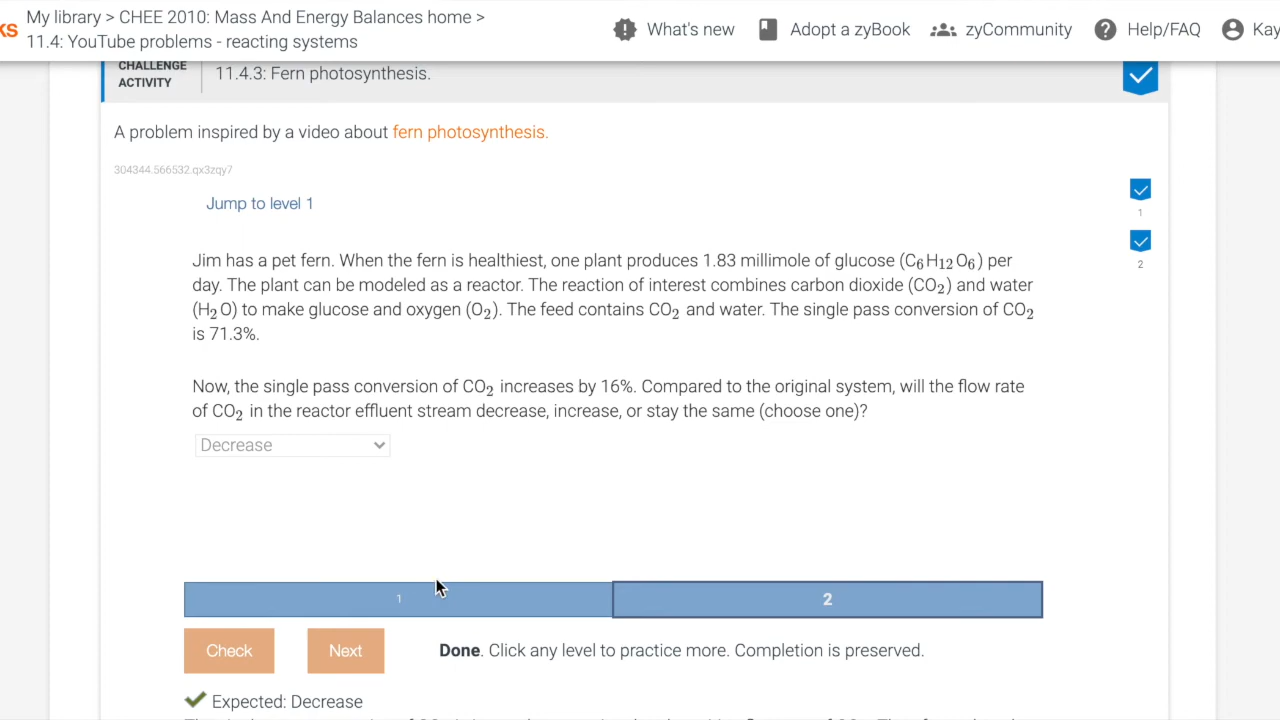 KS
My library > CHEE 2010: Mass And Energy Balances home >
11.4: YouTube problems - reacting systems
What's new
Adopt a zyBook
zyCommunity
Help/FAQ
Kay
CHALLENGE
ACTIVITY
11.4.3: Fern photosynthesis.
A problem inspired by a video about fern photosynthesis.
304344.566532.qx3zqy7
Jump to level 1
1
2
Jim has a pet fern. When the fern is healthiest, one plant produces 1.83 millimole of glucose (C₆H₁₂O₆) per
day. The plant can be modeled as a reactor. The reaction of interest combines carbon dioxide (CO₂) and water
(H₂O) to make glucose and oxygen (O₂). The feed contains CO₂ and water. The single pass conversion of CO₂
is 71.3%.
Now, the single pass conversion of CO₂ increases by 16%. Compared to the original system, will the flow rate
of CO₂ in the reactor effluent stream decrease, increase, or stay the same (choose one)?
Decrease
1
2
Check
Next
Done. Click any level to practice more. Completion is preserved.
Expected: Decrease